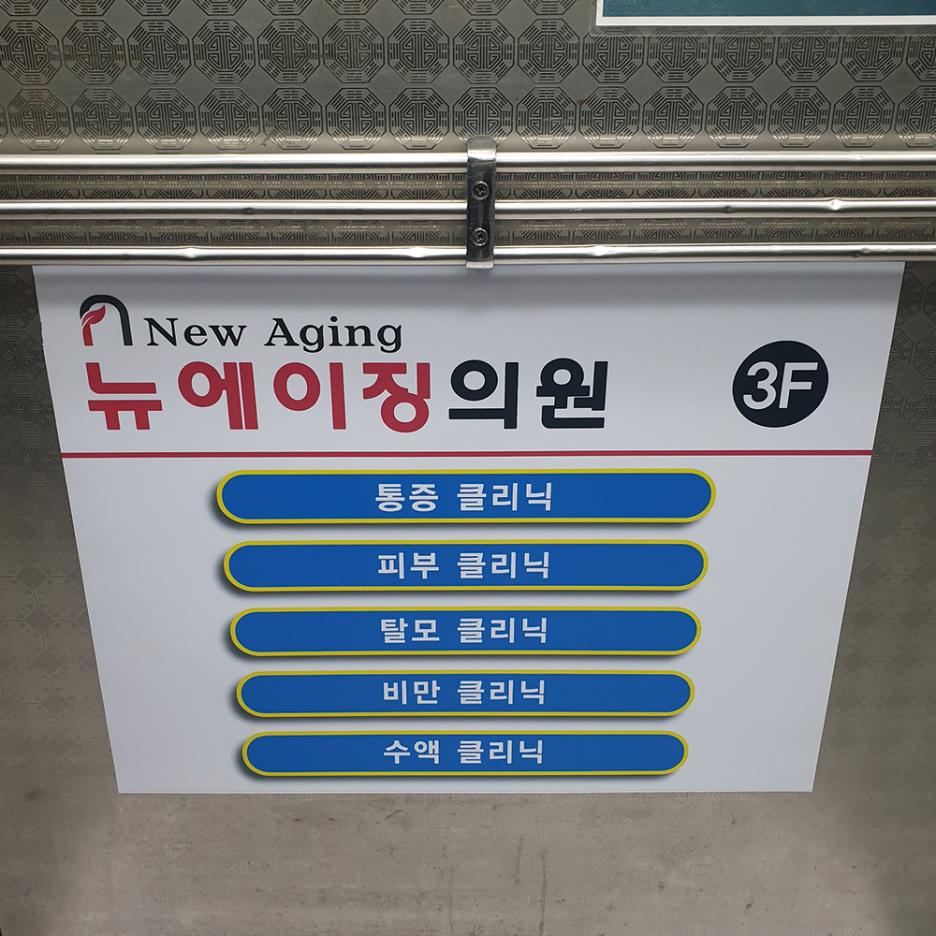 New Aging
뉴에이징의원
3F
통증 클리닉
피부 클리닉
탈모 클리닉
비만 클리닉
수액 클리닉